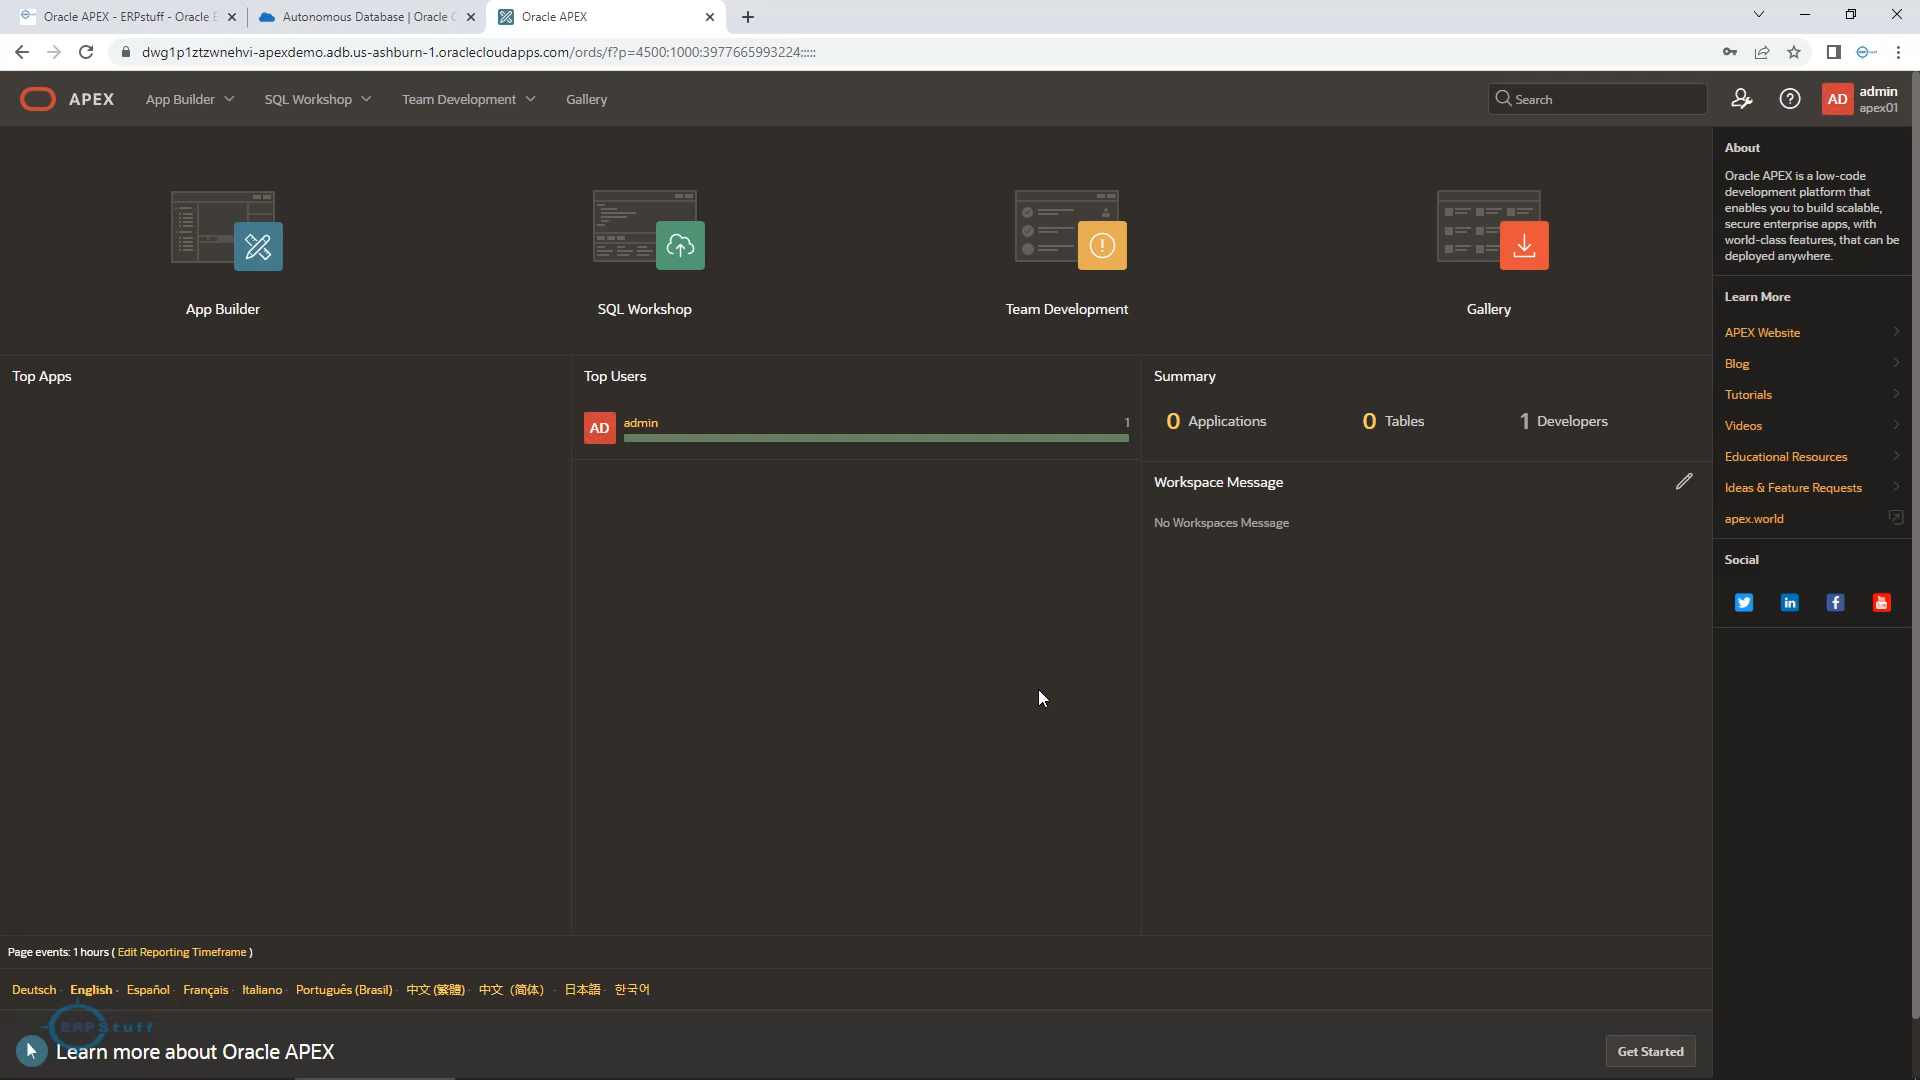 Oracle APEX - ERPstuff - Oracle E
Autonomous Database | Oracle C
Oracle APEX
dwg1p1ztzwnehvi-apexdemo.adb.us-ashburn-1.oraclecloudapps.com/ords/f?p=4500:1000:3977665993224:::::
APEX
App Builder
SQL Workshop
Team Development
Gallery
Search
AD
admin
apex01
App Builder
SQL Workshop
Team Development
Gallery
Top Apps
Top Users
AD
admin
1
Summary
0 Applications
0 Tables
1 Developers
Workspace Message
No Workspaces Message
About
Oracle APEX is a low-code
development platform that
enables you to build scalable,
secure enterprise apps, with
world-class features, that can be
deployed anywhere.
Learn More
APEX Website
Blog
Tutorials
Videos
Educational Resources
Ideas & Feature Requests
apex.world
Social
Page events: 1 hours ( Edit Reporting Timeframe )
Deutsch · English · Español · Français · Italiano · Português (Brasil) · 中文 (繁體) · 中文 (简体) · 日本語 · 한국어
ERPStuff
Learn more about Oracle APEX
Get Started